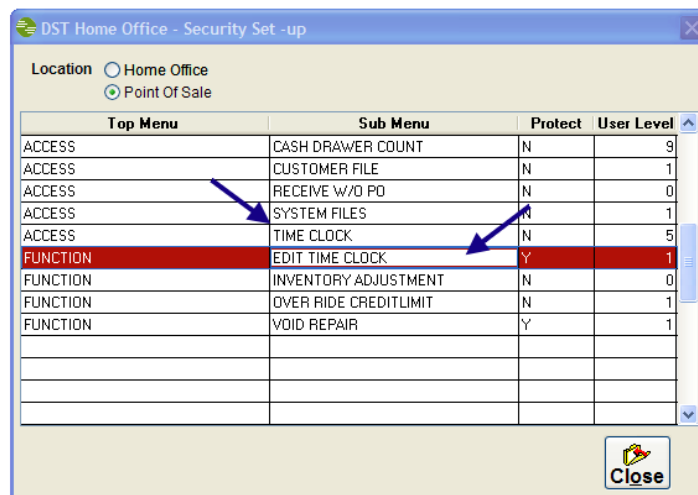 DST Home Office - Security Set -up
Location Home Office
Point Of Sale
Top Menu Sub Menu Protect User Level
ACCESS CASH DRAWER COUNT N 9
ACCESS CUSTOMER FILE N 1
ACCESS RECEIVE W/O PO N 0
ACCESS SYSTEM FILES N 1
ACCESS TIME CLOCK N 5
FUNCTION EDIT TIME CLOCK Y 1
FUNCTION INVENTORY ADJUSTMENT N 0
FUNCTION OVER RIDE CREDITLIMIT N 1
FUNCTION VOID REPAIR Y 1
Close